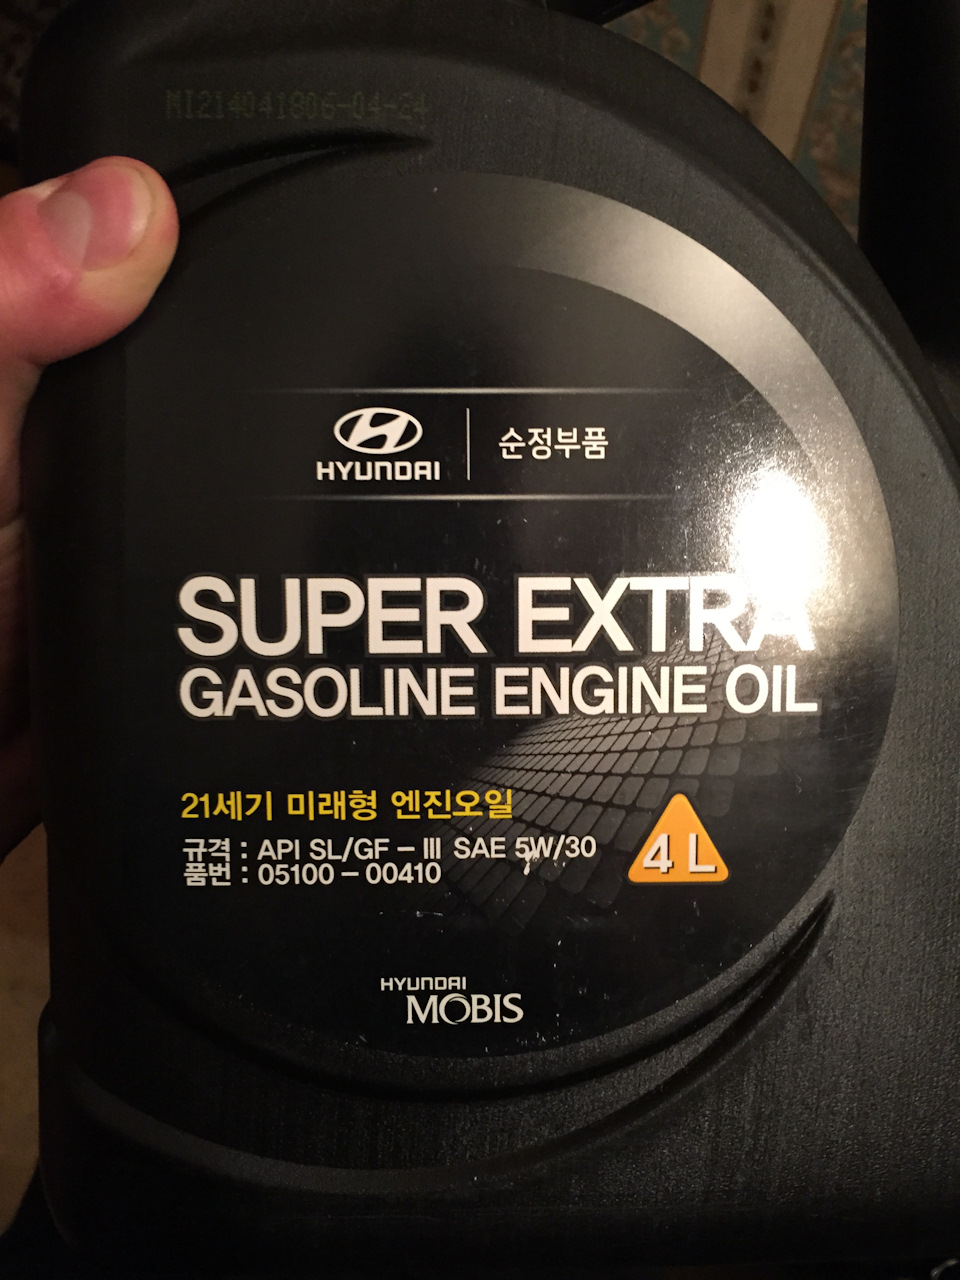 HYUNDAI
순정부품
SUPER EXTRA
GASOLINE ENGINE OIL
21세기 미래형 엔진오일
규격 : API SL/GF – III SAE 5W/30
품번 : 05100 – 00410
4 L
HYUNDAI
MOBIS